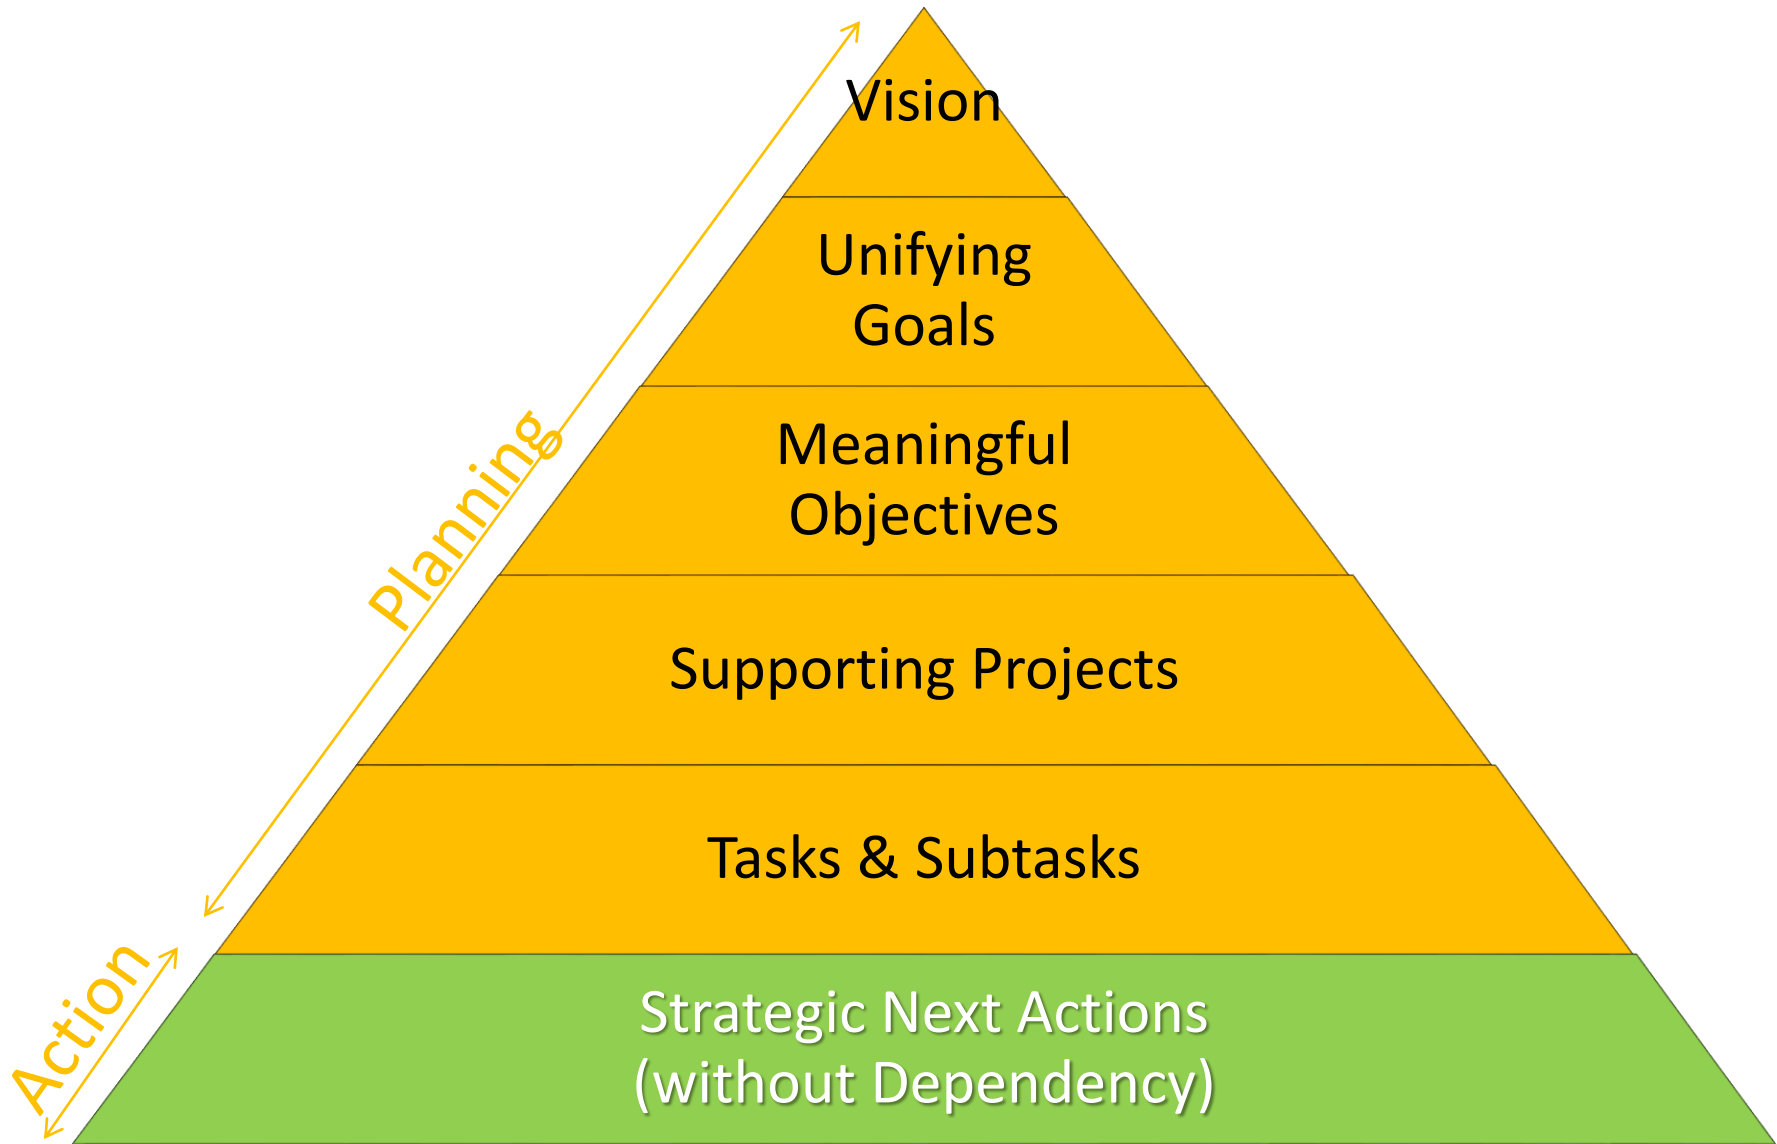 Vision
Unifying
Goals
Meaningful
Objectives
Supporting Projects
Tasks & Subtasks
Strategic Next Actions
(without Dependency)
Planning
Action